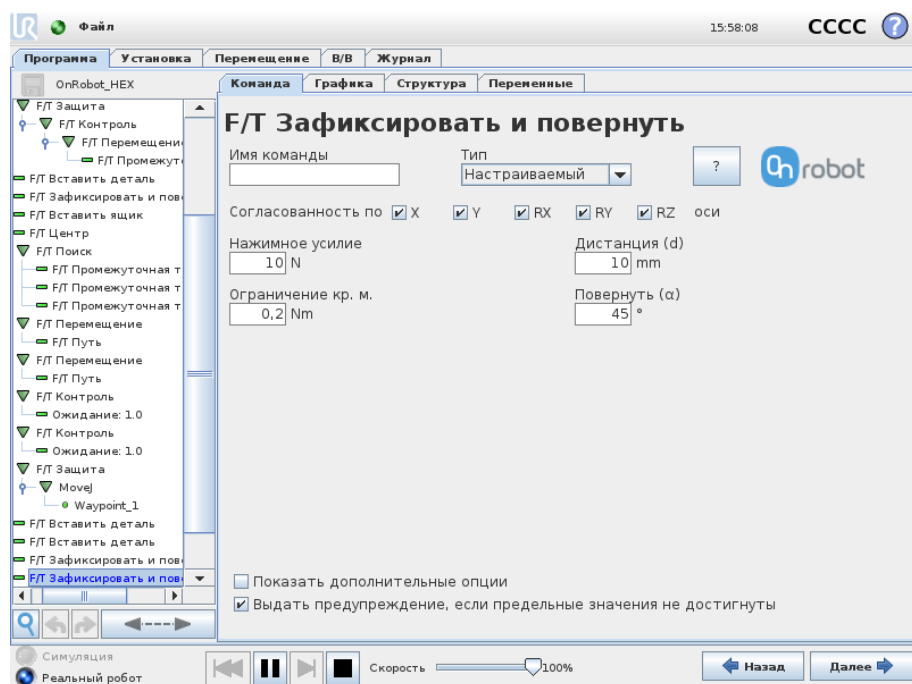 UR Файл 15:58:08 CCCC ?
Программа Установка Перемещение В/В Журнал
OnRobot_HEX
Команда Графика Структура Переменные
F/T Защита
F/T Контроль
F/T Перемещени
F/T Промежут
F/T Вставить деталь
F/T Зафиксировать и пов
F/T Вставить ящик
F/T Центр
F/T Поиск
F/T Промежуточная т
F/T Промежуточная т
F/T Промежуточная т
F/T Перемещение
F/T Путь
F/T Перемещение
F/T Путь
F/T Контроль
Ожидание: 1.0
F/T Контроль
Ожидание: 1.0
F/T Защита
MoveJ
Waypoint_1
F/T Вставить деталь
F/T Вставить деталь
F/T Зафиксировать и пов
F/T Зафиксировать и пов
F/T Зафиксировать и повернуть
Имя команды Тип
Настраиваемый ? On robot
Согласованность по X Y RX RY RZ оси
Нажимное усилие Дистанция (d)
10 N 10 mm
Ограничение кр. м. Повернуть (α)
0,2 Nm 45 °
Показать дополнительные опции
Выдать предупреждение, если предельные значения не достигнуты
Симуляция
Реальный робот
Скорость 100%
Назад Далее